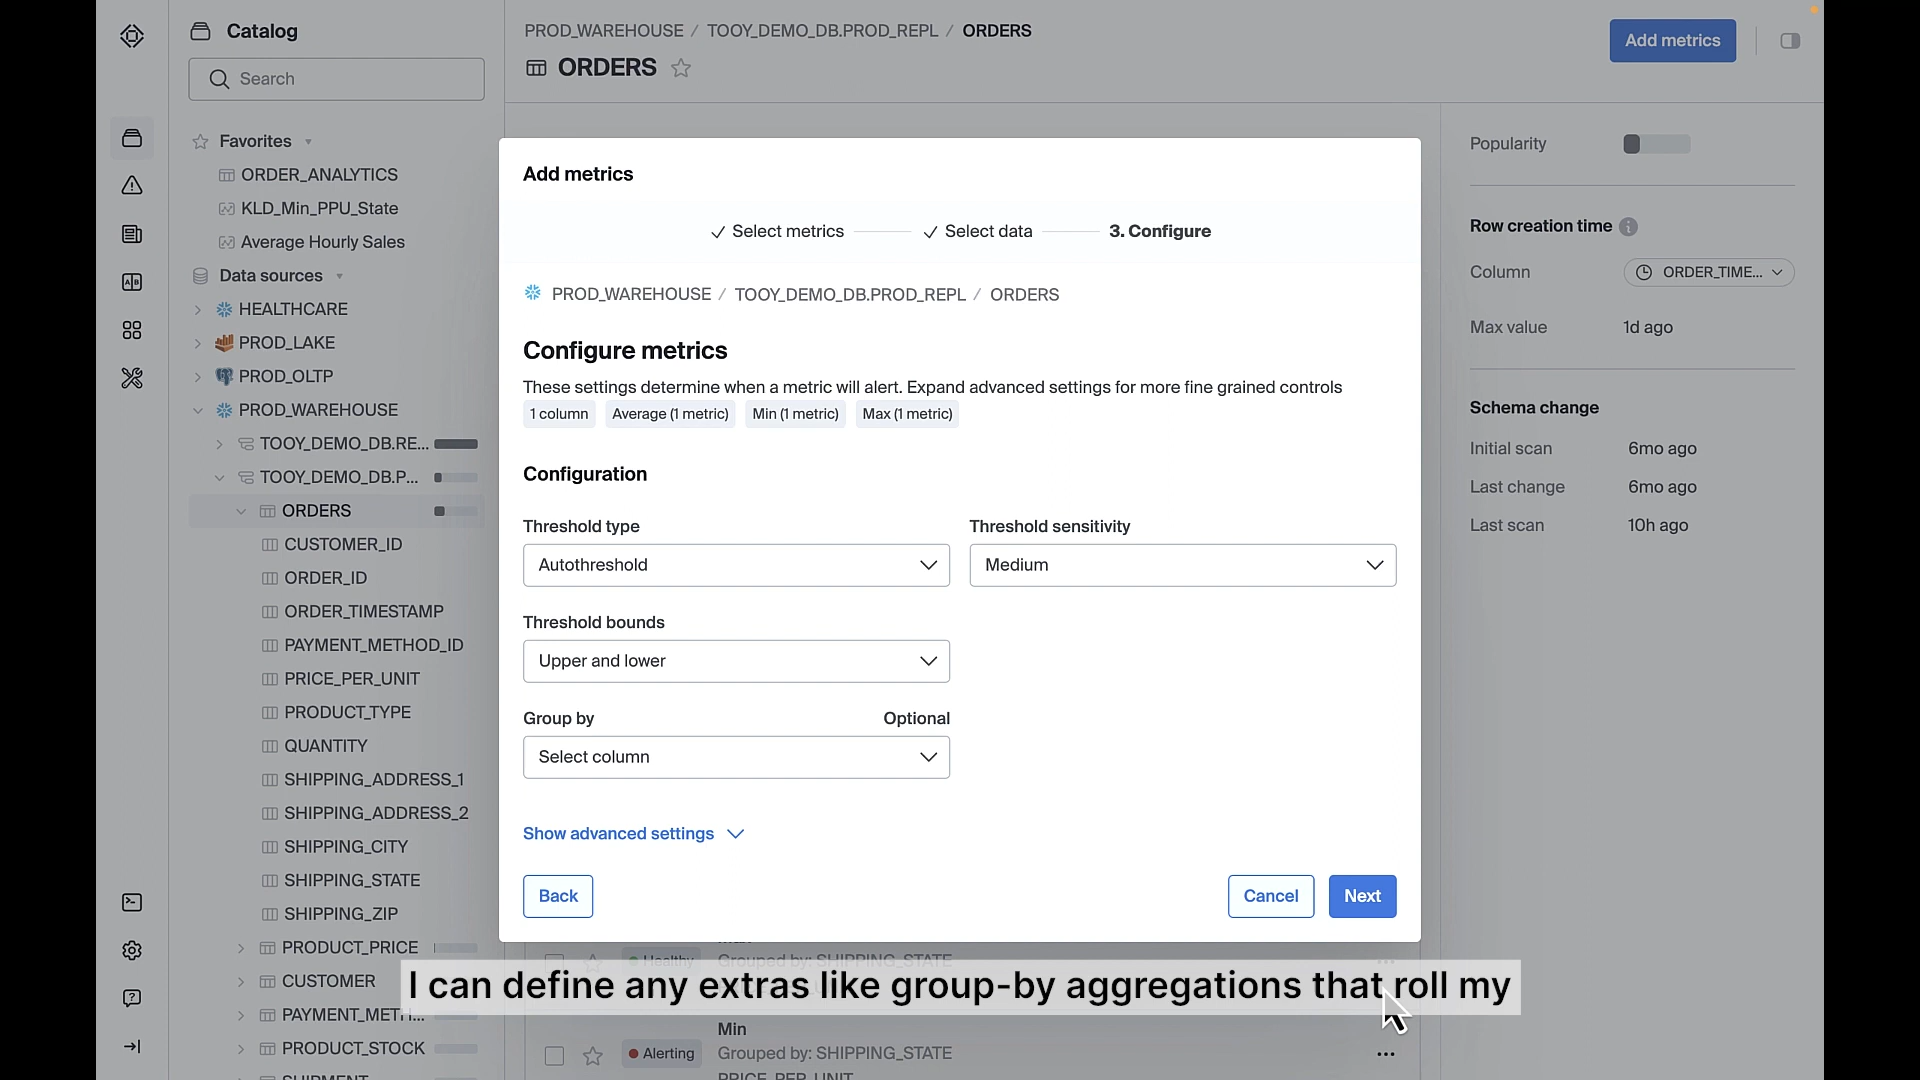 Catalog
Search
Favorites
ORDER_ANALYTICS
KLD_Min_PPU_State
Average Hourly Sales
Data sources
HEALTHCARE
PROD_LAKE
PROD_OLTP
PROD_WAREHOUSE
TOOY_DEMO_DB.RE...
TOOY_DEMO_DB.P...
ORDERS
CUSTOMER_ID
ORDER_ID
ORDER_TIMESTAMP
PAYMENT_METHOD_ID
PRICE_PER_UNIT
PRODUCT_TYPE
QUANTITY
SHIPPING_ADDRESS_1
SHIPPING_ADDRESS_2
SHIPPING_CITY
SHIPPING_STATE
SHIPPING_ZIP
PRODUCT_PRICE
CUSTOMER
PAYMENT_METH...
PRODUCT_STOCK
SHIPMENT
PROD_WAREHOUSE / TOOY_DEMO_DB.PROD_REPL / ORDERS
ORDERS
Add metrics
Add metrics
Select metrics Select data 3. Configure
PROD_WAREHOUSE / TOOY_DEMO_DB.PROD_REPL / ORDERS
Configure metrics
These settings determine when a metric will alert. Expand advanced settings for more fine grained controls
1 column Average (1 metric) Min (1 metric) Max (1 metric)
Configuration
Threshold type Threshold sensitivity
Autothreshold Medium
Threshold bounds
Upper and lower
Group by Optional
Select column
Show advanced settings
Back Cancel Next
Healthy Grouped by: SHIPPING_STATE
I can define any extras like group-by aggregations that roll my
Min
Alerting Grouped by: SHIPPING_STATE
PRICE_PER_UNIT
Popularity
Row creation time
Column ORDER_TIME...
Max value 1d ago
Schema change
Initial scan 6mo ago
Last change 6mo ago
Last scan 10h ago